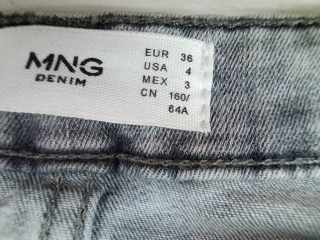 MNG
DENIM
EUR 36
USA 4
MEX 3
CN 160/
64A